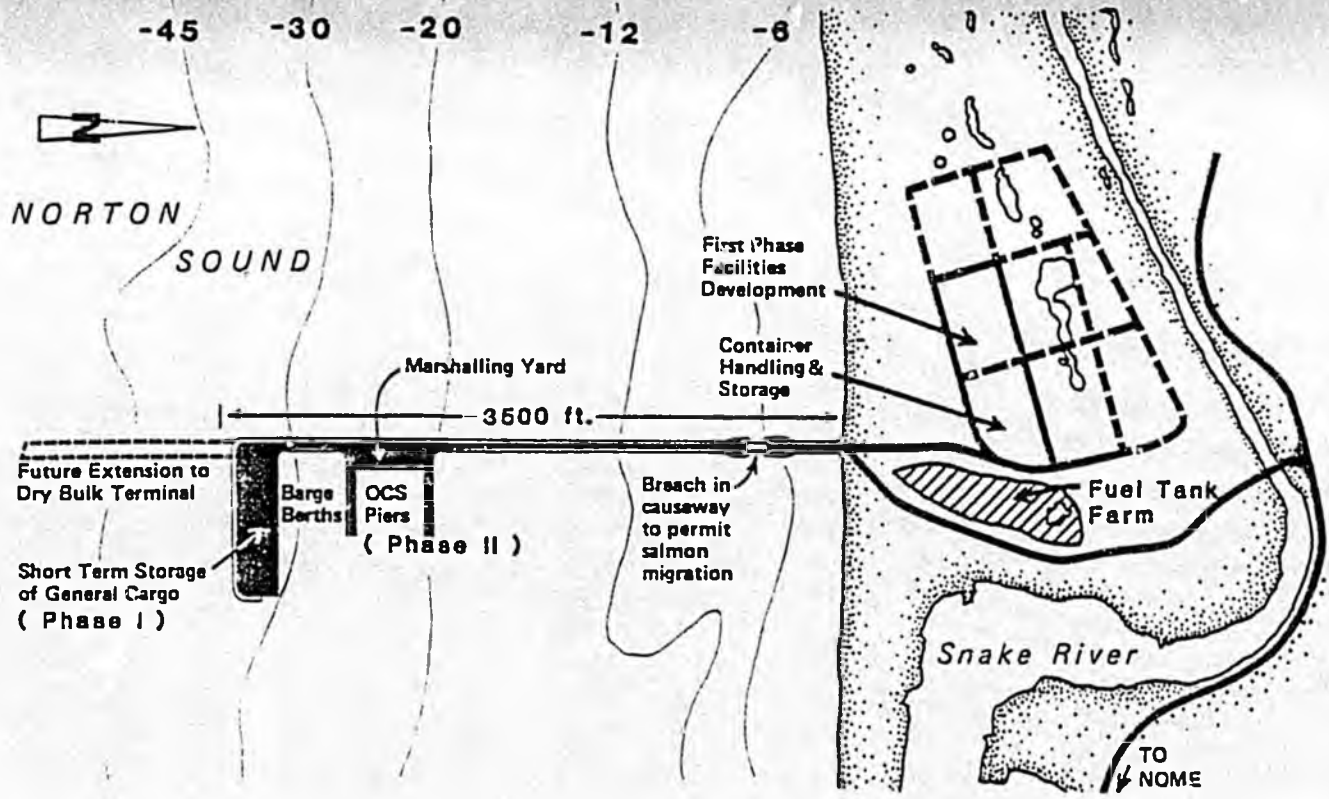 -45 -30 -20 -12 -6
N
NORTON
SOUND
First Phase
Facilities
Development
Container
Handling &
Storage
Marshalling Yard
3500 ft.
Future Extension to
Dry Bulk Terminal
Barge
Berths
OCS
Piers
( Phase II )
Short Term Storage
of General Cargo
( Phase I )
Breach in
causeway
to permit
salmon
migration
Fuel Tank
Farm
Snake River
TO
NOME